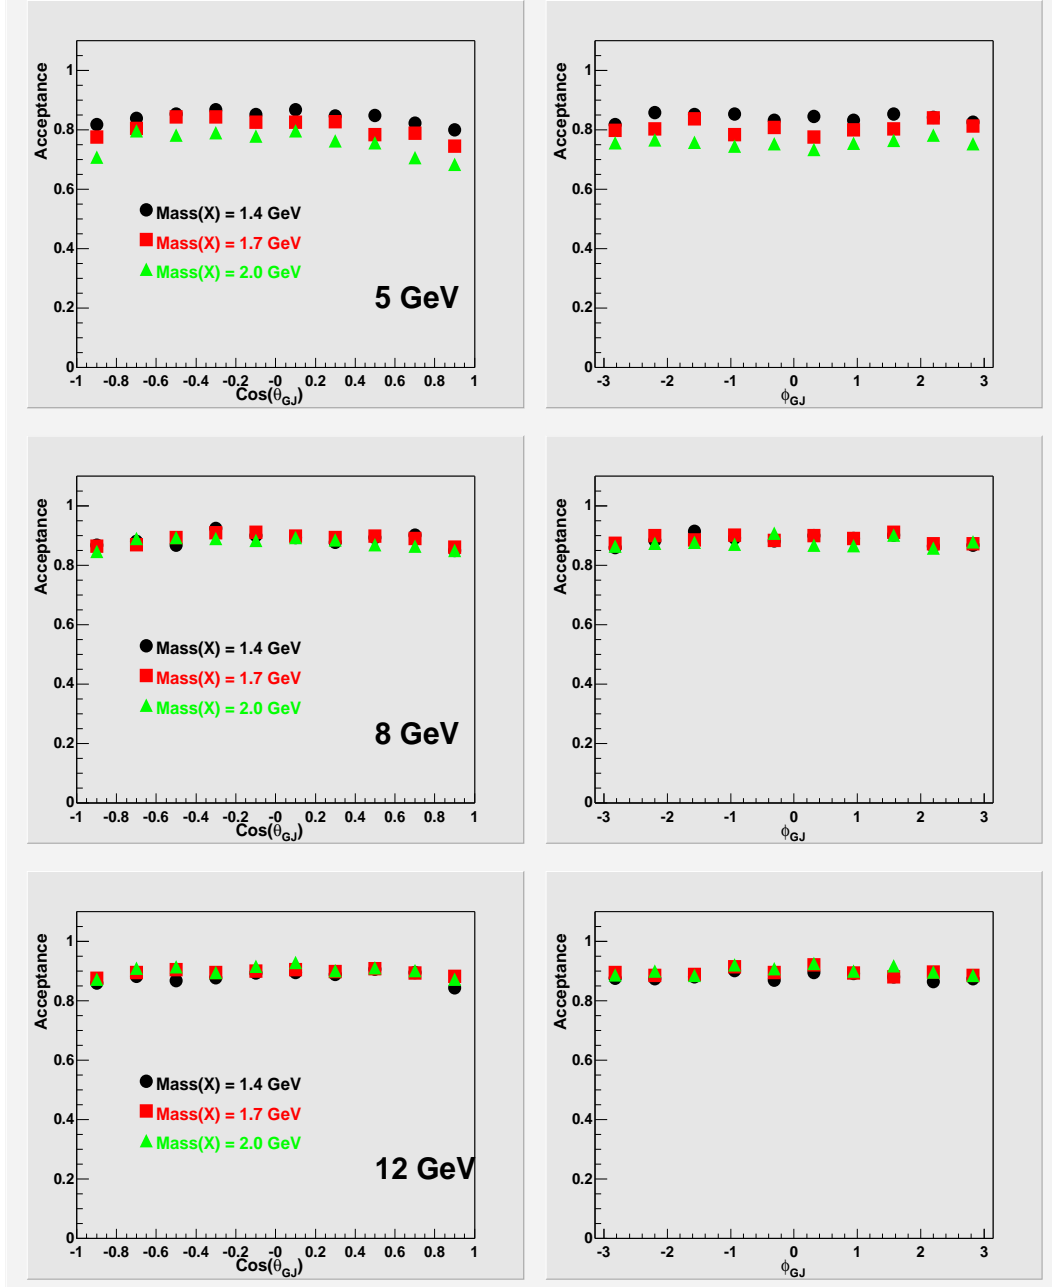 Acceptance
1
0.8
0.6
0.4
0.2
0
Mass(X) = 1.4 GeV
Mass(X) = 1.7 GeV
Mass(X) = 2.0 GeV
5 GeV
-1 -0.8 -0.6 -0.4 -0.2 -0 0.2 0.4 0.6 0.8 1
Cos(θGJ)
Acceptance
1
0.8
0.6
0.4
0.2
0
-3 -2 -1 0 1 2 3
ϕGJ
Acceptance
1
0.8
0.6
0.4
0.2
0
Mass(X) = 1.4 GeV
Mass(X) = 1.7 GeV
Mass(X) = 2.0 GeV
8 GeV
-1 -0.8 -0.6 -0.4 -0.2 -0 0.2 0.4 0.6 0.8 1
Cos(θGJ)
Acceptance
1
0.8
0.6
0.4
0.2
0
-3 -2 -1 0 1 2 3
ϕGJ
Acceptance
1
0.8
0.6
0.4
0.2
0
Mass(X) = 1.4 GeV
Mass(X) = 1.7 GeV
Mass(X) = 2.0 GeV
12 GeV
-1 -0.8 -0.6 -0.4 -0.2 -0 0.2 0.4 0.6 0.8 1
Cos(θGJ)
Acceptance
1
0.8
0.6
0.4
0.2
0
-3 -2 -1 0 1 2 3
ϕGJ